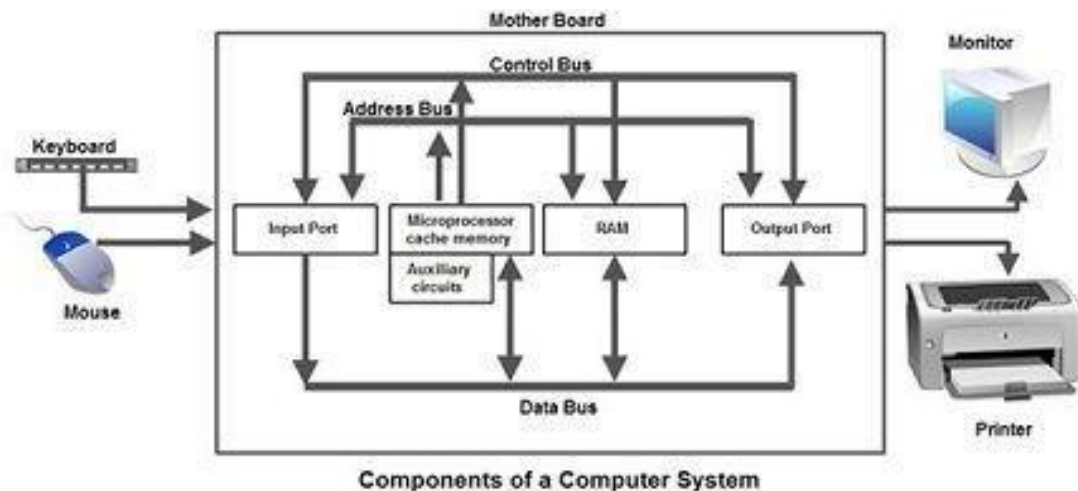 Mother Board
Monitor
Control Bus
Address Bus
Keyboard
Input Port
Microprocessor
cache memory
RAM
Output Port
Auxiliary
circuits
Mouse
Data Bus
Printer
Components of a Computer System